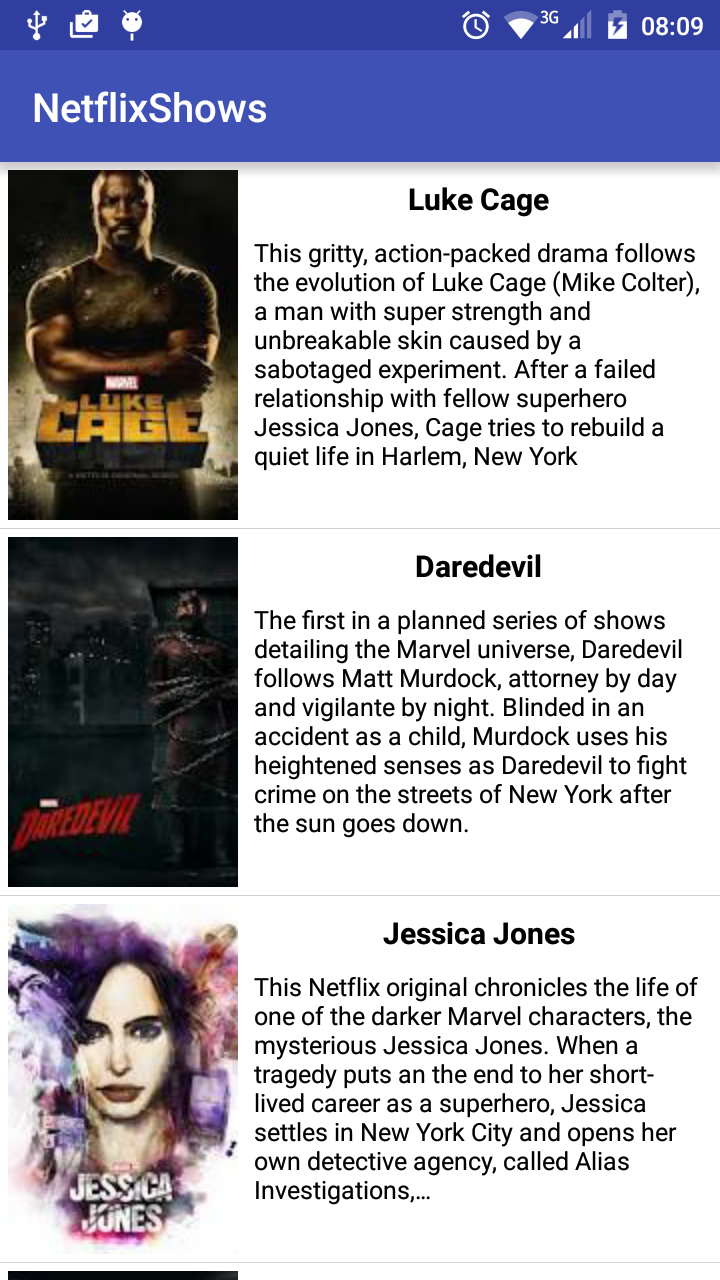 3G
08:09
NetflixShows
MARVEL
LUKE
CAGE
Luke Cage
This gritty, action-packed drama follows
the evolution of Luke Cage (Mike Colter),
a man with super strength and
unbreakable skin caused by a
sabotaged experiment. After a failed
relationship with fellow superhero
Jessica Jones, Cage tries to rebuild a
quiet life in Harlem, New York
DAREDEVIL
Daredevil
The first in a planned series of shows
detailing the Marvel universe, Daredevil
follows Matt Murdock, attorney by day
and vigilante by night. Blinded in an
accident as a child, Murdock uses his
heightened senses as Daredevil to fight
crime on the streets of New York after
the sun goes down.
JESSICA
JONES
Jessica Jones
This Netflix original chronicles the life of
one of the darker Marvel characters, the
mysterious Jessica Jones. When a
tragedy puts an the end to her short-
lived career as a superhero, Jessica
settles in New York City and opens her
own detective agency, called Alias
Investigations,…